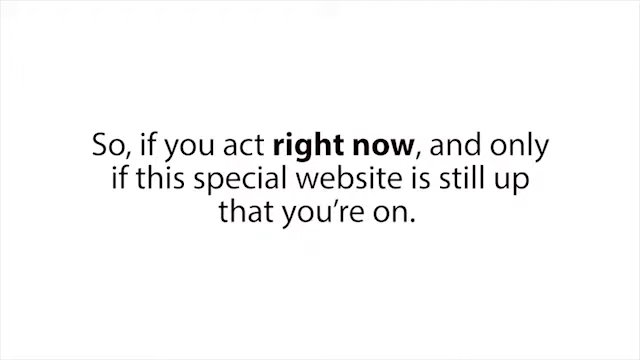 So, if you act right now, and only
if this special website is still up
that you’re on.